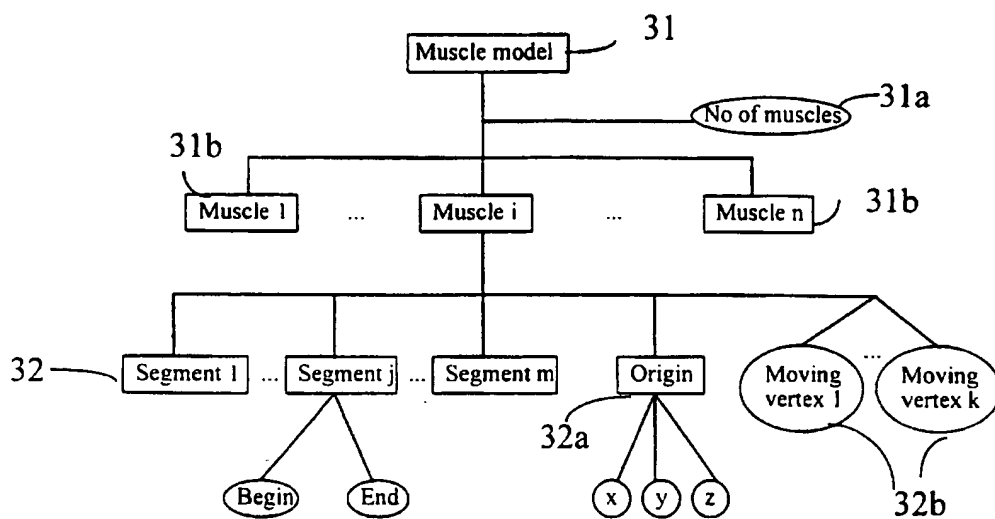 Muscle model
31
No of muscles
31a
31b
Muscle 1
...
Muscle i
...
Muscle n
31b
32
Segment 1
...
Segment j
...
Segment m
Origin
32a
Moving
vertex 1
...
Moving
vertex k
32b
Begin
End
x
y
z